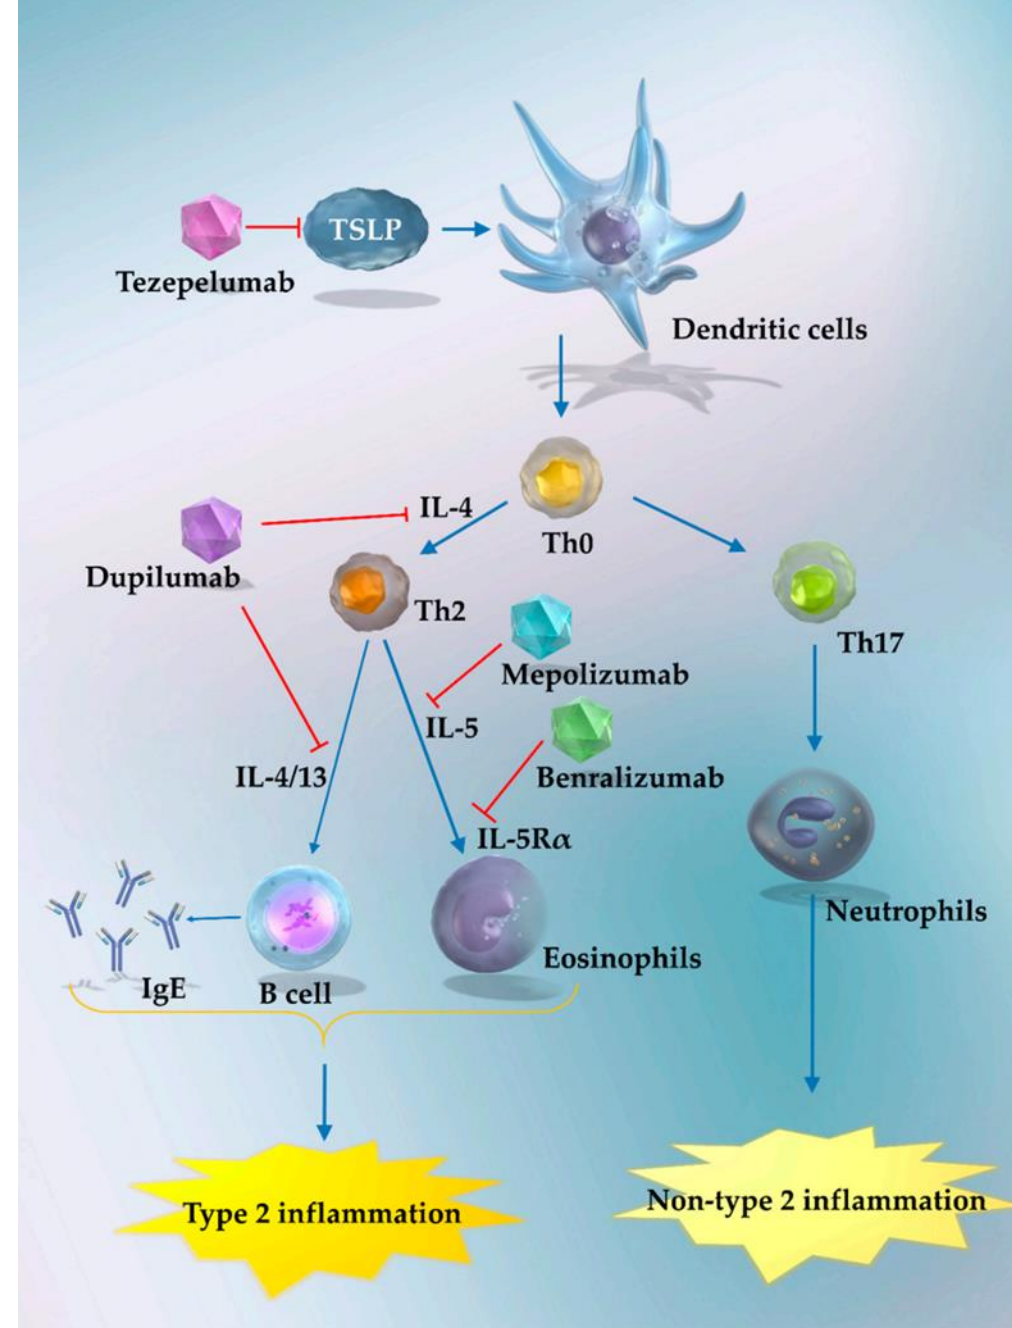 TSLP
Tezepelumab
Dendritic cells
IL-4
Th0
Dupilumab
Th2
Th17
Mepolizumab
IL-5
IL-4/13
Benralizumab
IL-5Rα
Neutrophils
Eosinophils
IgE
B cell
Type 2 inflammation
Non-type 2 inflammation